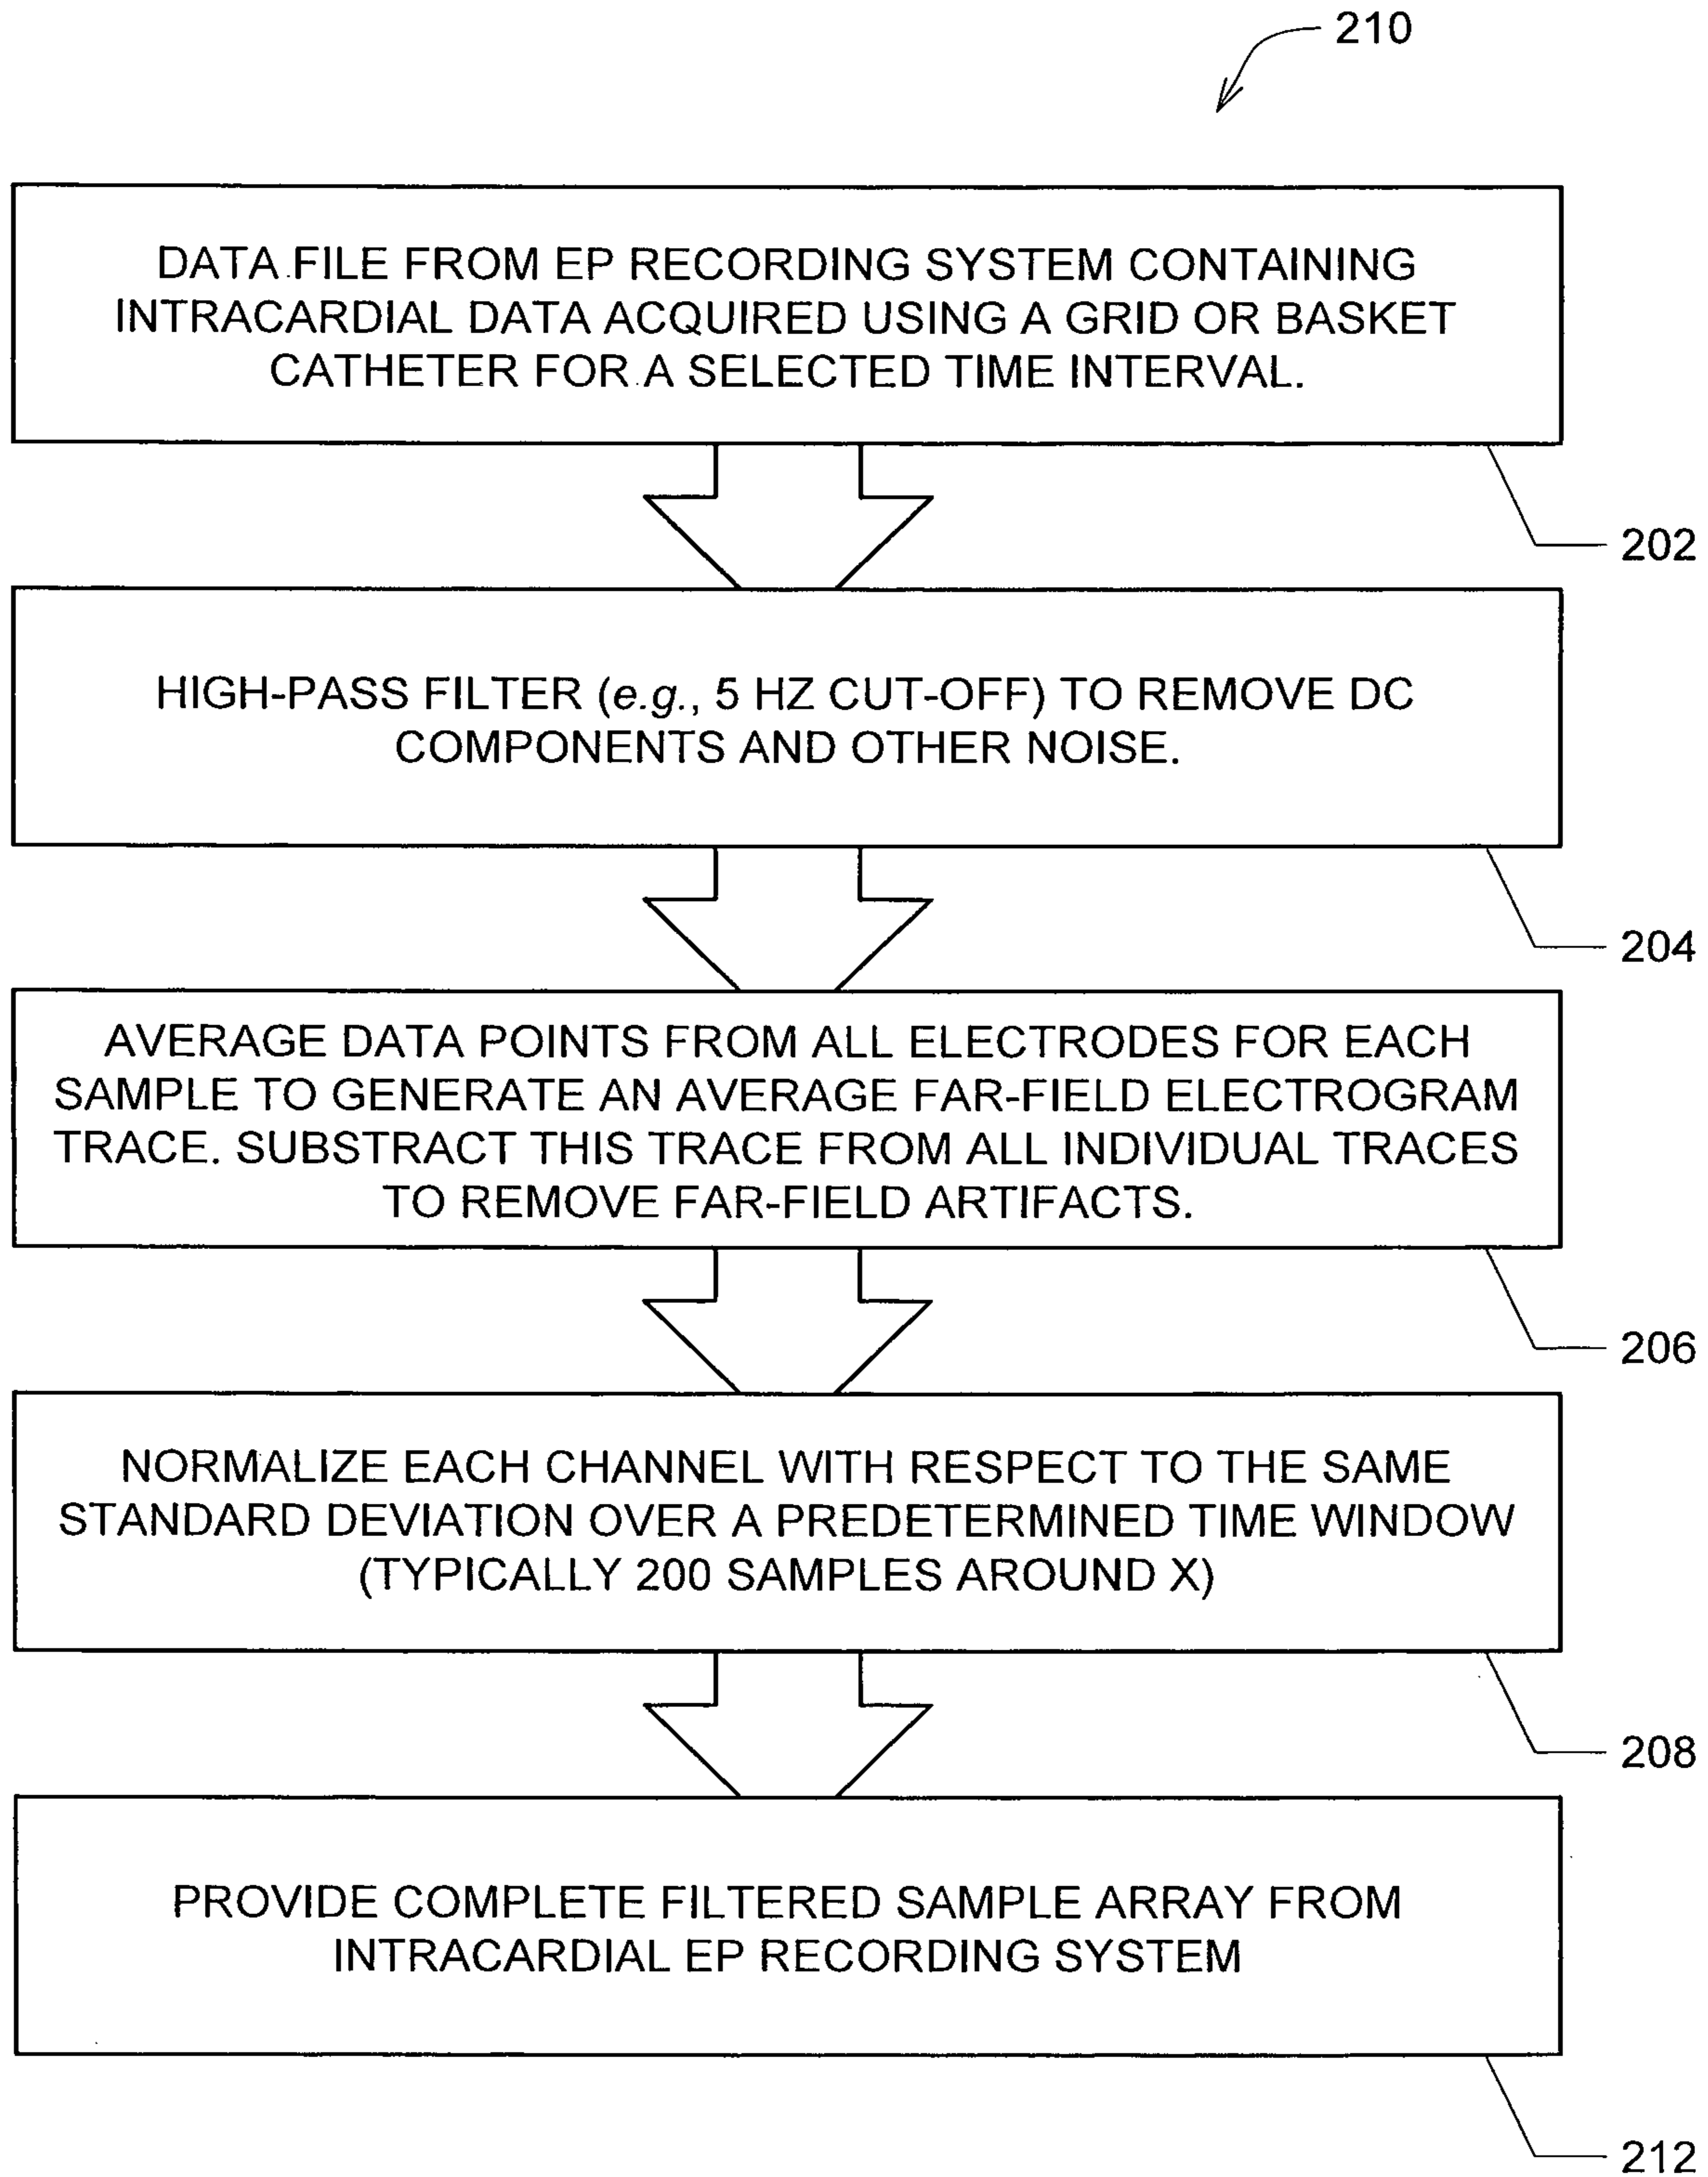 210
DATA FILE FROM EP RECORDING SYSTEM CONTAINING
INTRACARDIAL DATA ACQUIRED USING A GRID OR BASKET
CATHETER FOR A SELECTED TIME INTERVAL.
202
HIGH-PASS FILTER (e.g., 5 HZ CUT-OFF) TO REMOVE DC
COMPONENTS AND OTHER NOISE.
204
AVERAGE DATA POINTS FROM ALL ELECTRODES FOR EACH
SAMPLE TO GENERATE AN AVERAGE FAR-FIELD ELECTROGRAM
TRACE. SUBSTRACT THIS TRACE FROM ALL INDIVIDUAL TRACES
TO REMOVE FAR-FIELD ARTIFACTS.
206
NORMALIZE EACH CHANNEL WITH RESPECT TO THE SAME
STANDARD DEVIATION OVER A PREDETERMINED TIME WINDOW
(TYPICALLY 200 SAMPLES AROUND X)
208
PROVIDE COMPLETE FILTERED SAMPLE ARRAY FROM
INTRACARDIAL EP RECORDING SYSTEM
212